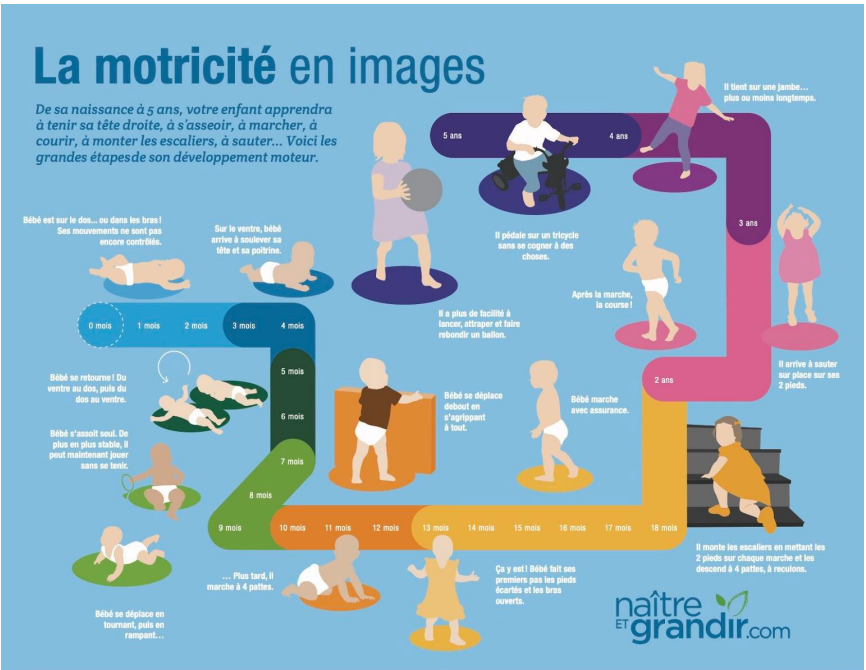 La motricité en images
De sa naissance à 5 ans, votre enfant apprendra
à tenir sa tête droite, à s'asseoir, à marcher, à
courir, à monter les escaliers, à sauter... Voici les
grandes étapes de son développement moteur.
Bébé est sur le dos... ou dans les bras!
Ses mouvements ne sont pas
encore contrôlés.
Sur le ventre, bébé
arrive à soulever sa
tête et sa poitrine.
0 mois
1 mois
2 mois
3 mois
4 mois
Bébé se retourne! Du
ventre au dos, puis du
dos au ventre.
5 mois
6 mois
Bébé s'assoit seul. De
plus en plus stable, il
peut maintenant jouer
sans se tenir.
7 mois
8 mois
9 mois
Bébé se déplace en
tournant, puis en
rampant...
... Plus tard, il
marche à 4 pattes.
10 mois
11 mois
12 mois
Bébé se déplace
debout en
s'agrippant
à tout.
13 mois
14 mois
15 mois
16 mois
17 mois
18 mois
Ça y est! Bébé fait ses
premiers pas les pieds
écartés et les bras
ouverts.
Bébé marche
avec assurance.
Il monte les escaliers en mettant les
2 pieds sur chaque marche et les
descend à 4 pattes, à reculons.
2 ans
Après la marche,
la course!
Il arrive à sauter
sur place sur ses
2 pieds.
3 ans
Il tient sur une jambe...
plus ou moins longtemps.
4 ans
Il pédale sur un tricycle
sans se cogner à des
choses.
5 ans
Il a plus de facilité à
lancer, attraper et faire
rebondir un ballon.
naître
ET grandir.com